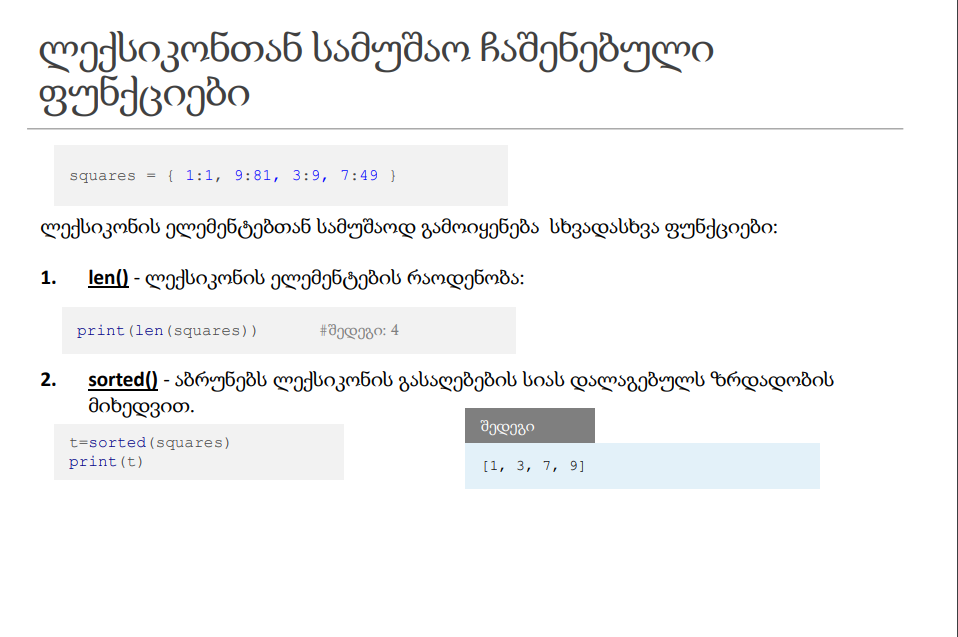 ლექსიკონთან სამუშაო ჩაშენებული
ფუნქციები
squares = { 1:1, 9:81, 3:9, 7:49 }
ლექსიკონის ელემენტებთან სამუშაოდ გამოიყენება სხვადასხვა ფუნქციები:
1. len() - ლექსიკონის ელემენტების რაოდენობა:
print(len(squares)) #შედეგი: 4
2. sorted() - აბრუნებს ლექსიკონის გასაღებების სიას დალაგებულს ზრდადობის
მიხედვით.
t=sorted(squares)
print(t)
შედეგი
[1, 3, 7, 9]